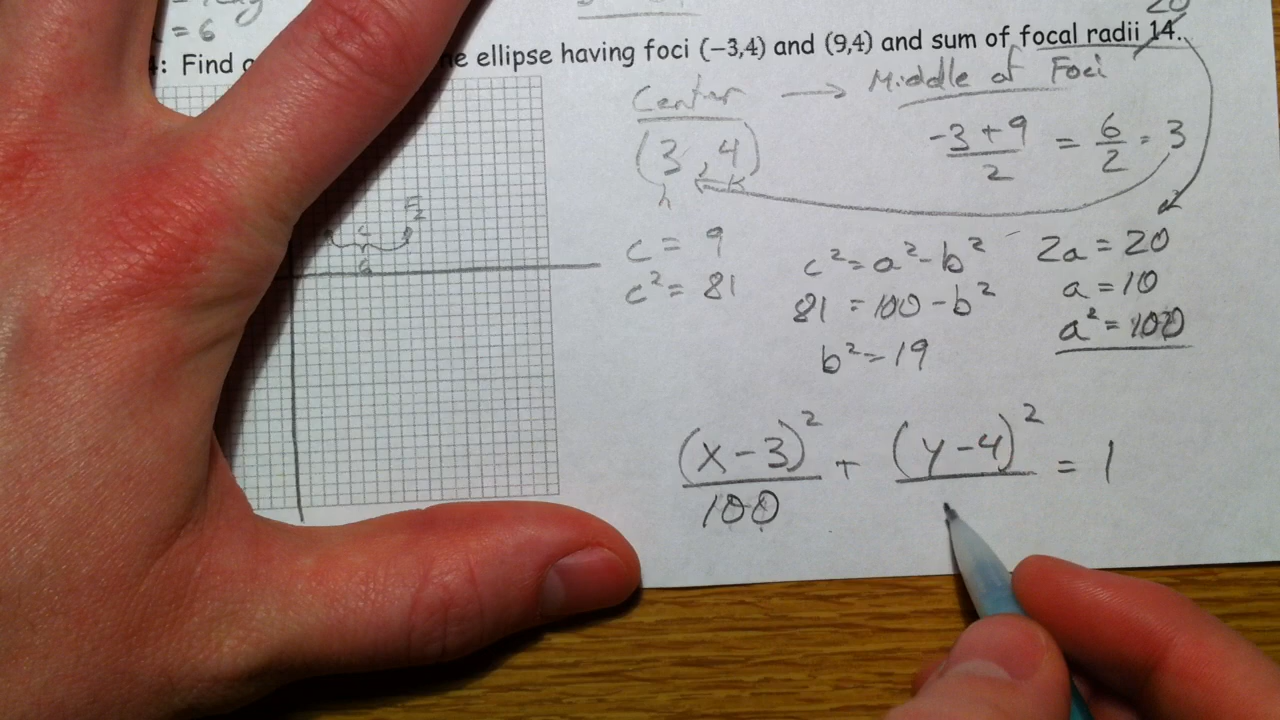 = 6
20
: Find
ellipse having foci (−3,4) and (9,4) and sum of focal radii 14.
Center → Middle of Foci
(3, 4)
h k
-3+9/2 = 6/2 = 3
c = 9
c² = 81
c² = a² - b²
81 = 100 - b²
b² = 19
2a = 20
a = 10
a² = 100
(x-3)²/100 + (y-4)²/ = 1